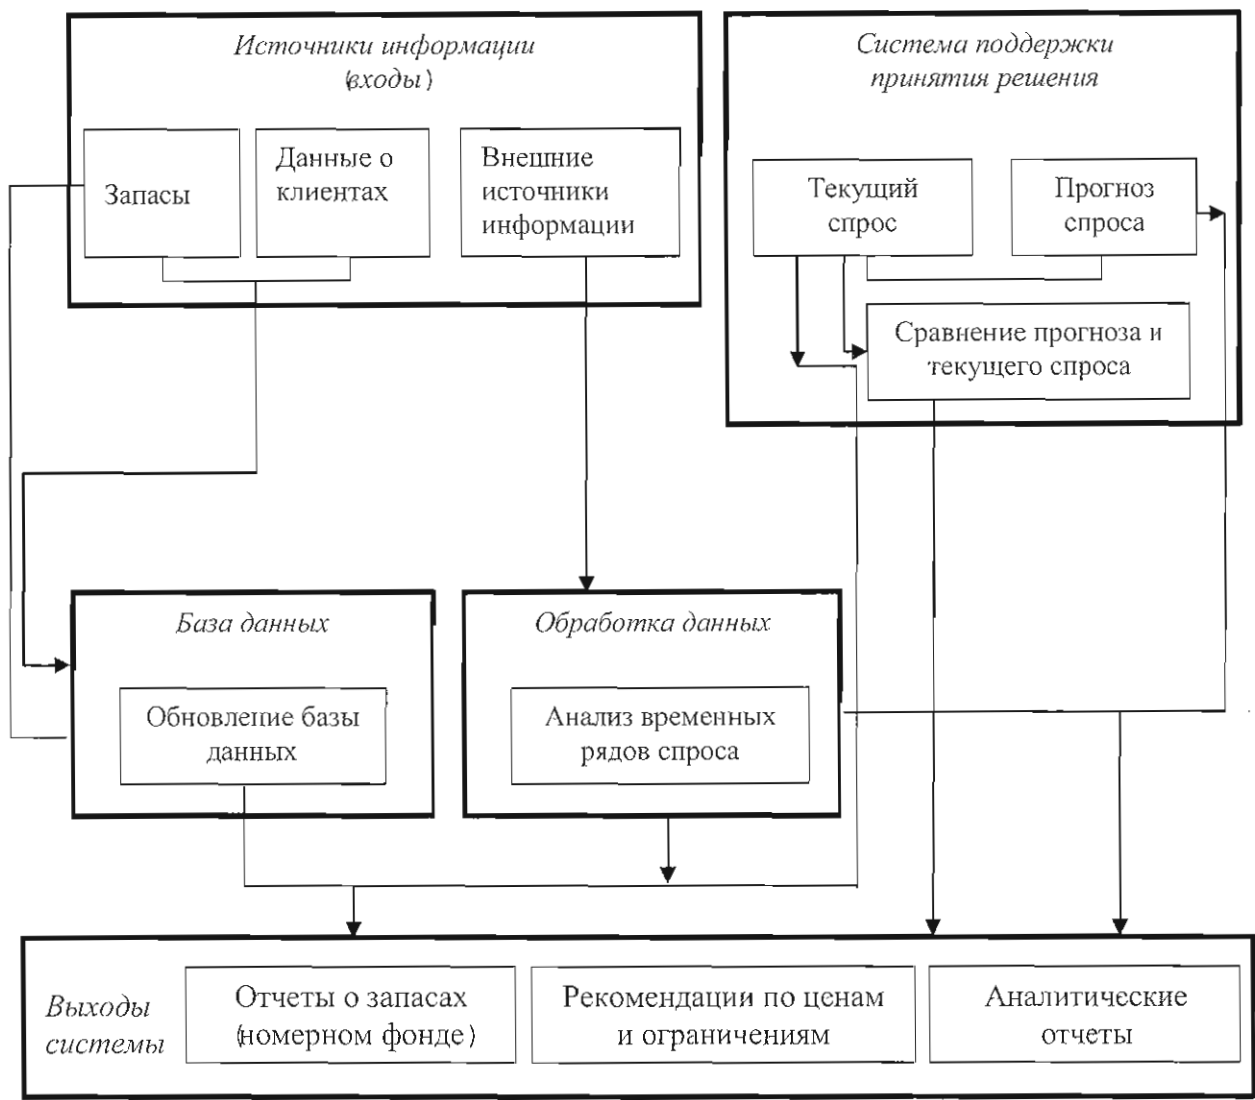 Источники информации
(входы)
Запасы
Данные о
клиентах
Внешние
источники
информации
Система поддержки
принятия решения
Текущий
спрос
Прогноз
спроса
Сравнение прогноза и
текущего спроса
База данных
Обновление базы
данных
Обработка данных
Анализ временных
рядов спроса
Выходы
системы
Отчеты о запасах
(номерном фонде)
Рекомендации по ценам
и ограничениям
Аналитические
отчеты